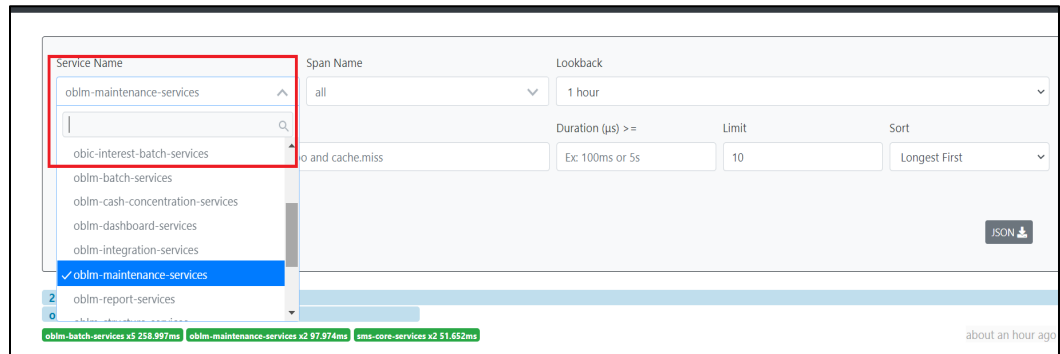 Service Name Span Name Lookback
oblm-maintenance-services all 1 hour
Duration (μs) >= Limit Sort
obic-interest-batch-services and cache.miss Ex: 100ms or 5s 10 Longest First
oblm-batch-services
oblm-cash-concentration-services
oblm-dashboard-services
oblm-integration-services JSON
oblm-maintenance-services
2 oblm-report-services
o
oblm-batch-services x5 258.997ms oblm-maintenance-services x2 97.974ms sms-core-services x2 51.652ms about an hour ago